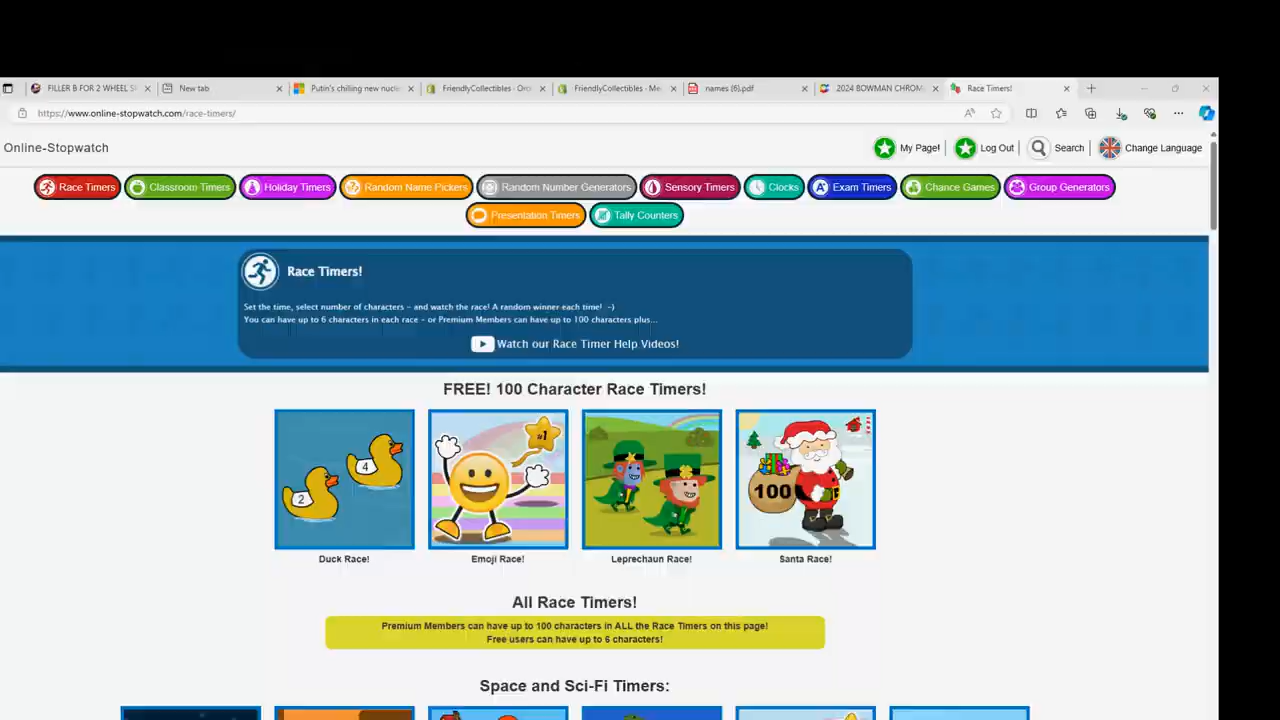 FILLER B FOR 2 WHEEL S
New tab
Putin's chilling new nucle
FriendlyCollectibles - Oro
FriendlyCollectibles - Me
names (6).pdf
2024 BOWMAN CHROM
Race Timers!
https://www.online-stopwatch.com/race-timers/
Online-Stopwatch
My Page!
Log Out
Search
Change Language
Race Timers
Classroom Timers
Holiday Timers
Random Name Pickers
Random Number Generators
Sensory Timers
Clocks
Exam Timers
Chance Games
Group Generators
Presentation Timers
Tally Counters
Race Timers!
Set the time, select number of characters - and watch the race! A random winner each time! :-)
You can have up to 6 characters in each race - or Premium Members can have up to 100 characters plus...
Watch our Race Timer Help Videos!
FREE! 100 Character Race Timers!
2
4
#1
100
Duck Race!
Emoji Race!
Leprechaun Race!
Santa Race!
All Race Timers!
Premium Members can have up to 100 characters in ALL the Race Timers on this page!
Free users can have up to 6 characters!
Space and Sci-Fi Timers: